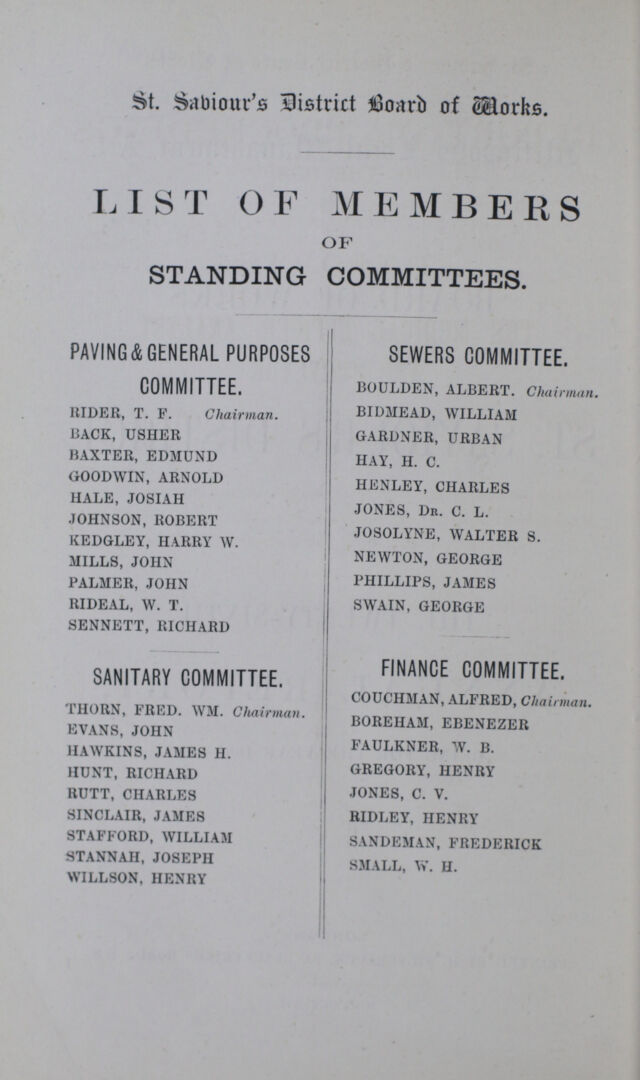 St. Saviour's District Board of Works.
LIST OF MEMBERS
OF
STANDING COMMITTEES.
PAVING & GENERAL PURPOSES
COMMITTEE.
RIDER, T. F. Chairman.
BACK, USHER
BAXTER, EDMUND
GOODWIN, ARNOLD
HALE, JOSIAH
JOHNSON, ROBERT
KEDGLEY, HARRY W.
MILLS, JOHN
PALMER, JOHN
RIDEAL, W. T.
SENNETT, RICHARD
SANITARY COMMITTEE.
THORN, FRED. WM. Chairman.
EVANS, JOHN
HAWKINS, JAMES H.
HUNT, RICHARD
RUTT, CHARLES
SINCLAIR, JAMES
STAFFORD, WILLIAM
STANNAH, JOSEPH
WILLSON, HENRY
SEWERS COMMITTEE.
BOULDEN, ALBERT. Chairman.
BIDMEAD, WILLIAM
GARDNER, URBAN
HAY, H. C.
HENLEY, CHARLES
JONES, DR. C. L.
JOSOLYNE, WALTER S.
NEWTON, GEORGE
PHILLIPS, JAMES
SWAIN, GEORGE
FINANCE COMMITTEE.
COUCHMAN, ALFRED, Chairman.
BOREHAM, EBENEZER
FAULKNER, W. B.
GREGORY, HENRY
JONES, C. V.
RIDLEY, HENRY
SANDEMAN, FREDERICK
SMALL, W. H.